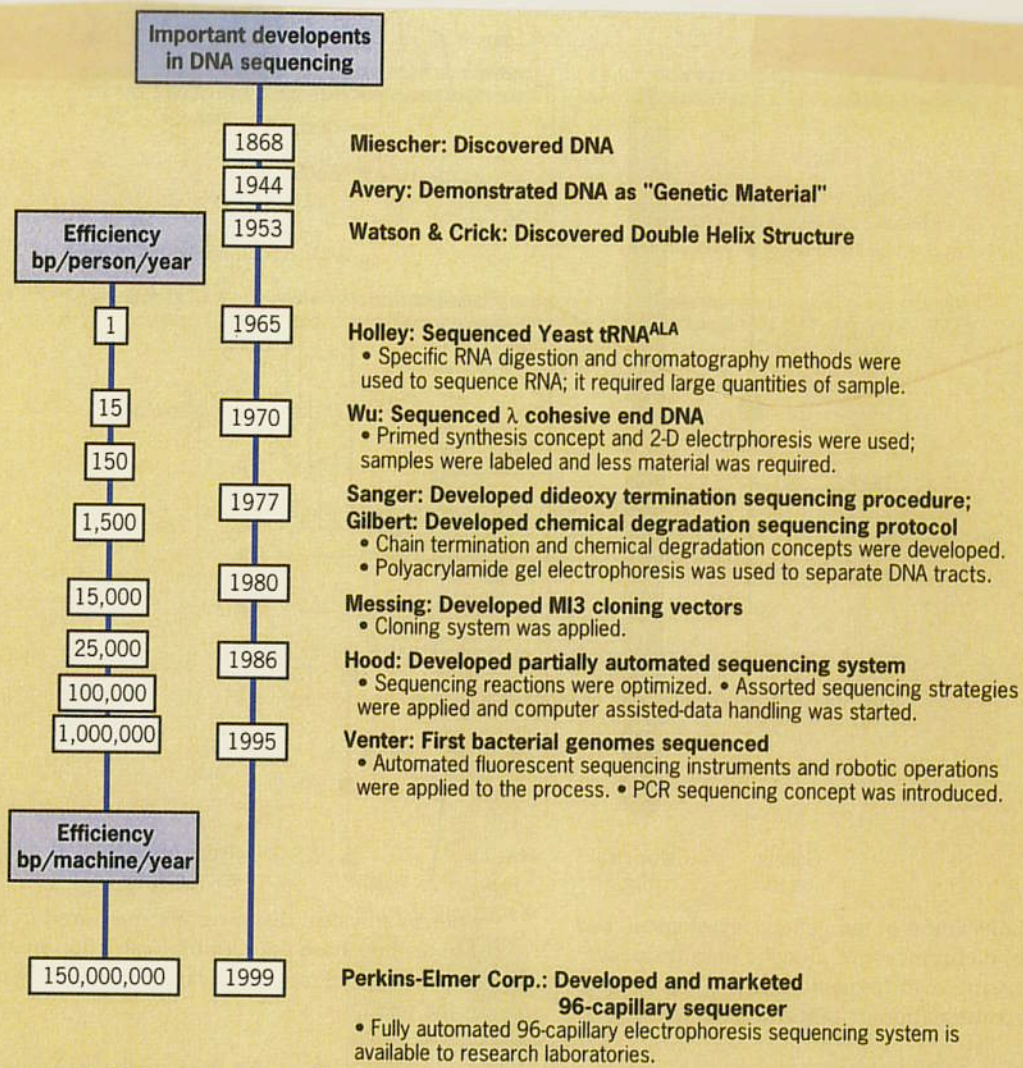 Important developents
in DNA sequencing
1868
Miescher: Discovered DNA
1944
Avery: Demonstrated DNA as "Genetic Material"
Efficiency
bp/person/year
1953
Watson & Crick: Discovered Double Helix Structure
1
1965
Holley: Sequenced Yeast tRNAᴬᴸᴬ
• Specific RNA digestion and chromatography methods were
used to sequence RNA; it required large quantities of sample.
15
1970
Wu: Sequenced λ cohesive end DNA
• Primed synthesis concept and 2-D electrphoresis were used;
samples were labeled and less material was required.
150
1977
Sanger: Developed dideoxy termination sequencing procedure;
Gilbert: Developed chemical degradation sequencing protocol
• Chain termination and chemical degradation concepts were developed.
• Polyacrylamide gel electrophoresis was used to separate DNA tracts.
1,500
15,000
1980
Messing: Developed MI3 cloning vectors
• Cloning system was applied.
25,000
1986
Hood: Developed partially automated sequencing system
• Sequencing reactions were optimized. • Assorted sequencing strategies
were applied and computer assisted-data handling was started.
100,000
1,000,000
1995
Venter: First bacterial genomes sequenced
• Automated fluorescent sequencing instruments and robotic operations
were applied to the process. • PCR sequencing concept was introduced.
Efficiency
bp/machine/year
150,000,000
1999
Perkins-Elmer Corp.: Developed and marketed
96-capillary sequencer
• Fully automated 96-capillary electrophoresis sequencing system is
available to research laboratories.